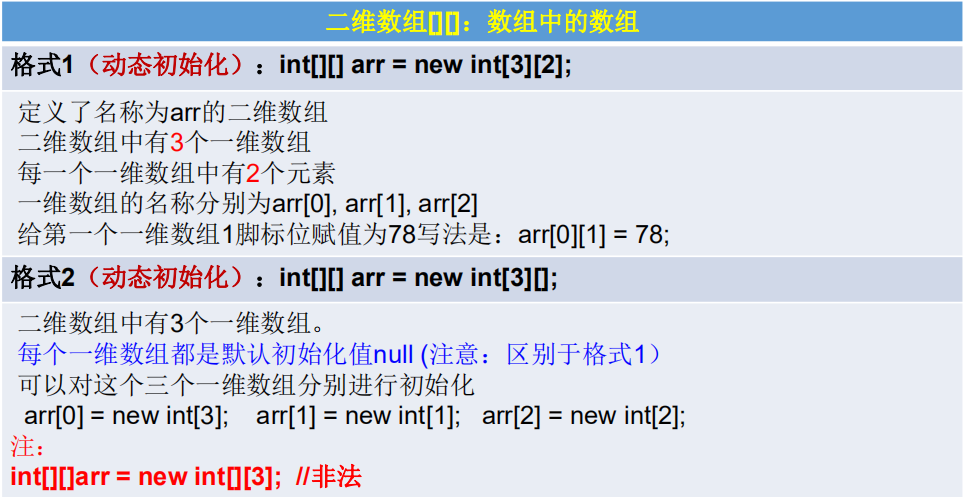 二维数组[][]：数组中的数组
格式1（动态初始化）：int[][] arr = new int[3][2];
定义了名称为arr的二维数组
二维数组中有3个一维数组
每一个一维数组中有2个元素
一维数组的名称分别为arr[0], arr[1], arr[2]
给第一个一维数组1脚标位赋值为78写法是：arr[0][1] = 78;
格式2（动态初始化）：int[][] arr = new int[3][];
二维数组中有3个一维数组。
每个一维数组都是默认初始化值null (注意：区别于格式1）
可以对这个三个一维数组分别进行初始化
arr[0] = new int[3]; arr[1] = new int[1]; arr[2] = new int[2];
注：
int[][]arr = new int[][3]; //非法